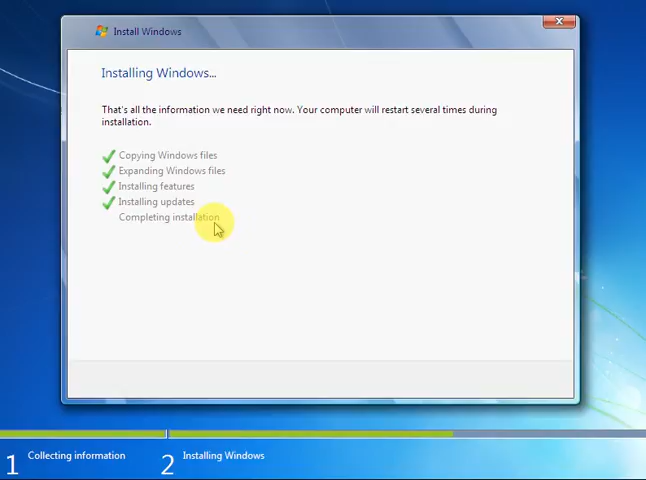 Install Windows
Installing Windows...
That's all the information we need right now. Your computer will restart several times during
installation.
Copying Windows files
Expanding Windows files
Installing features
Installing updates
Completing installation
1 Collecting information
2 Installing Windows